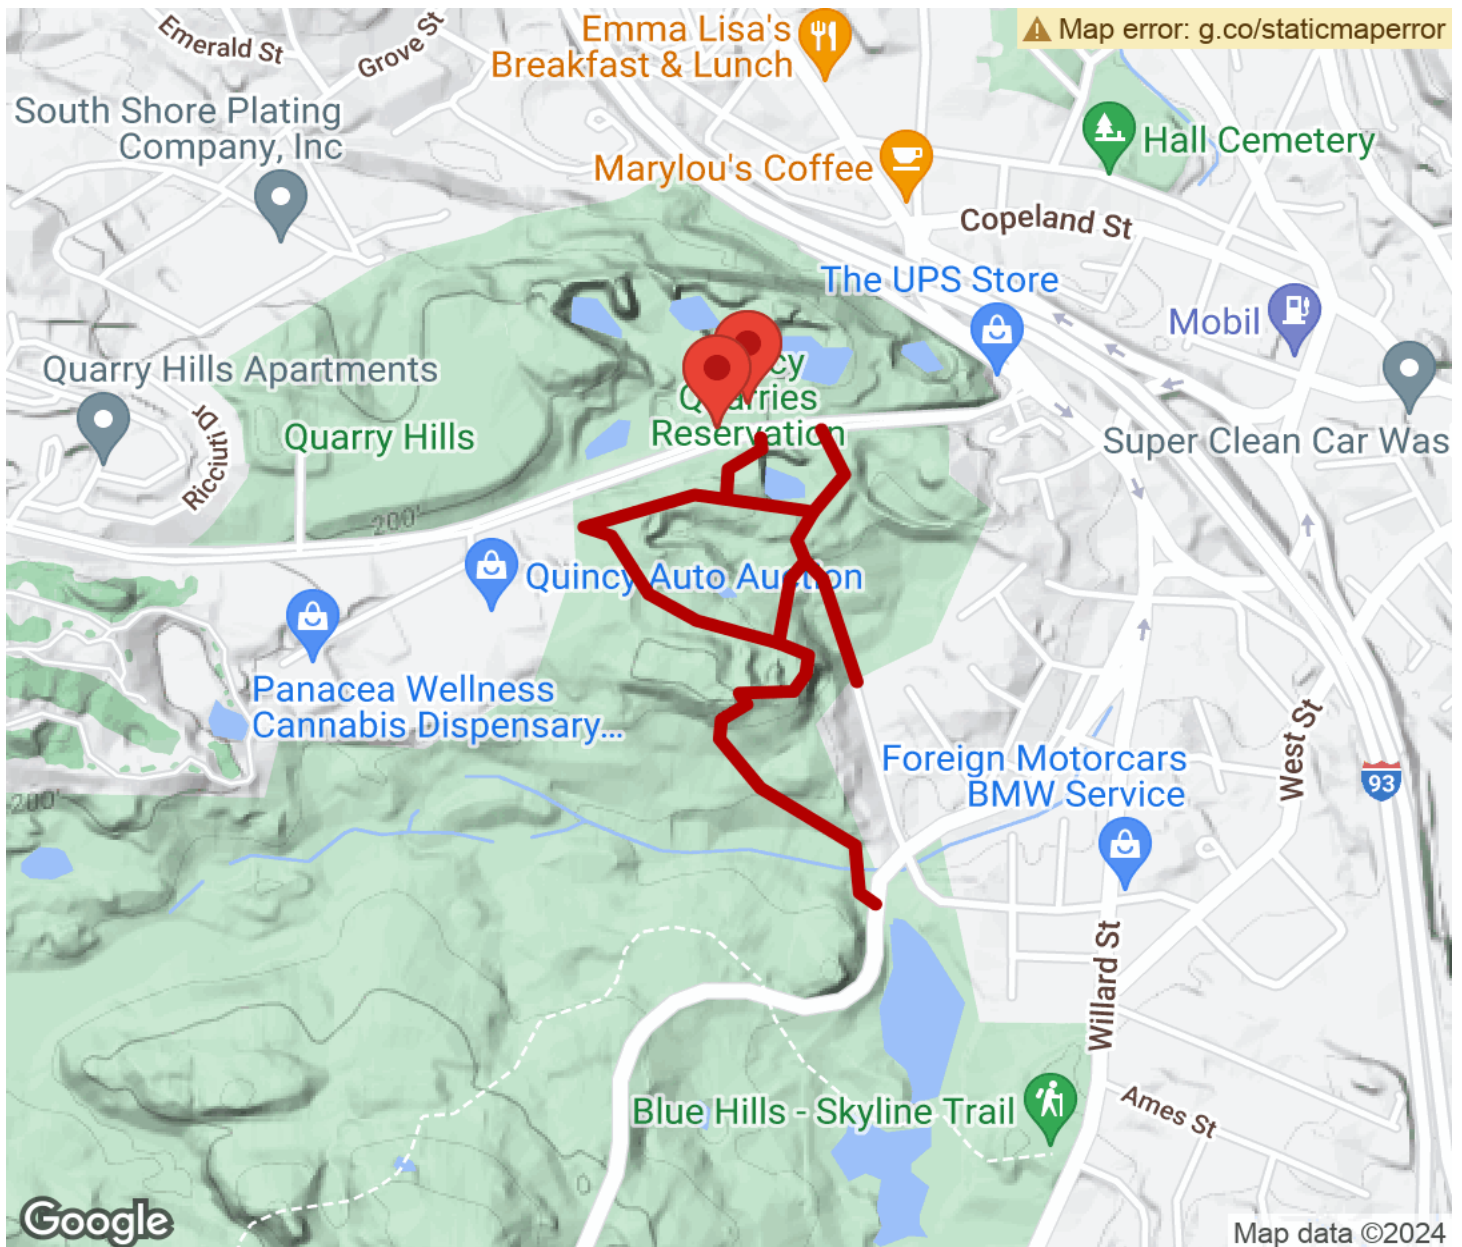 Emerald St
Grove St
Emma Lisa's
Breakfast & Lunch
Map error: g.co/staticmaperror
South Shore Plating
Company, Inc
Marylou's Coffee
Hall Cemetery
Copeland St
The UPS Store
Mobil
Quarry Hills Apartments
Ricciuti Dr
Quarry Hills
cy
Quarries
Reservation
Super Clean Car Was
200'
Quincy Auto Auction
Panacea Wellness
Cannabis Dispensary...
200'
Foreign Motorcars
BMW Service
West St
93
Willard St
Blue Hills - Skyline Trail
Ames St
Google
Map data ©2024